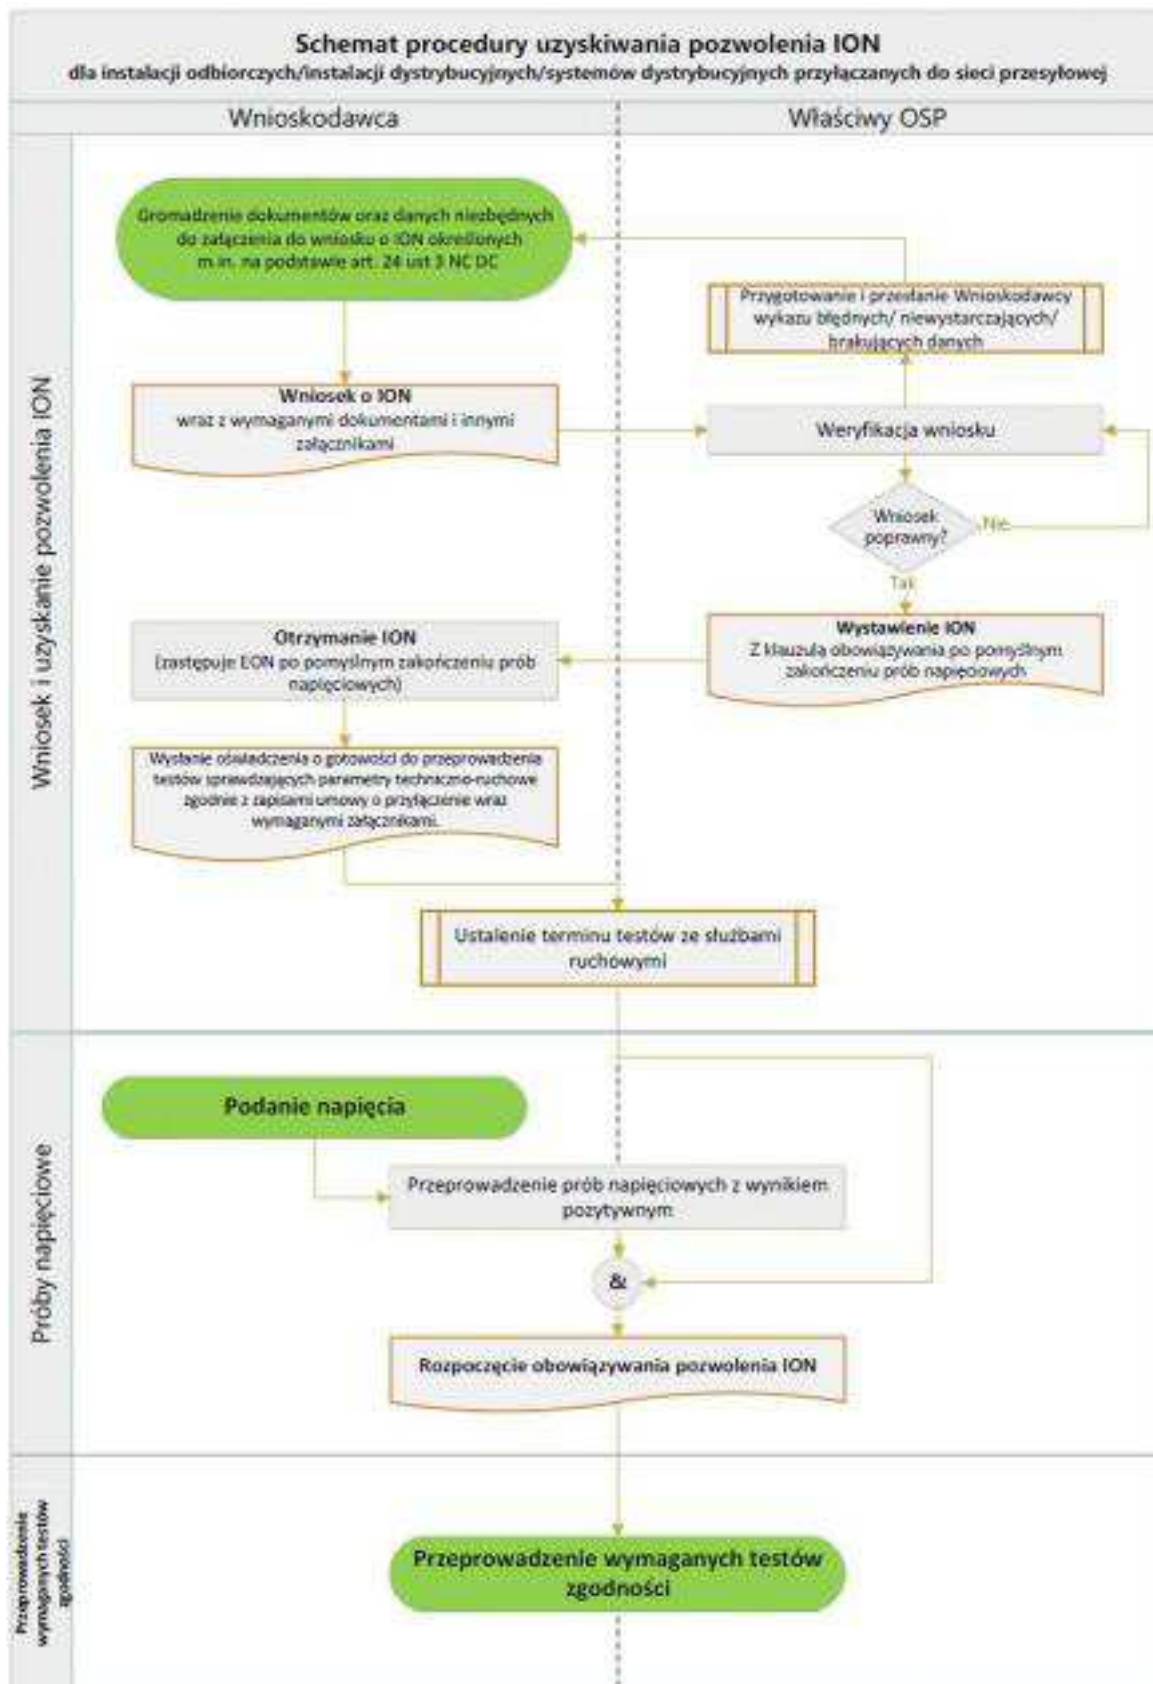 Schemat procedury uzyskiwania pozwolenia ION
dla instalacji odbiorczych/instalacji dystrybucyjnych/systemów dystrybucyjnych przyłączanych do sieci przesyłowej
Wnioskodawca
Właściwy OSP
Wniosek i uzyskanie pozwolenia ION
Gromadzenie dokumentów oraz danych niezbędnych
do załączenia do wniosku o ION określonych
m.in. na podstawie art. 24 ust 3 NC DC
Przygotowanie i przesłanie Wnioskodawcy
wykazu błędnych/ niewystarczających/
brakujących danych
Wniosek o ION
wraz z wymaganymi dokumentami i innymi
załącznikami
Weryfikacja wniosku
Wniosek
poprawny?
Nie
Tak
Wystawienie ION
Z klauzulą obowiązywania po pomyślnym
zakończeniu prób napięciowych
Otrzymanie ION
(zastępuje EON po pomyślnym zakończeniu prób
napięciowych)
Wysłanie oświadczenia o gotowości do przeprowadzenia
testów sprawdzających parametry techniczno-ruchowe
zgodnie z zapisami umowy o przyłączenie wraz
wymaganymi załącznikami.
Ustalenie terminu testów ze służbami
ruchowymi
Próby napięciowe
Podanie napięcia
Przeprowadzenie prób napięciowych z wynikiem
pozytywnym
&
Rozpoczęcie obowiązywania pozwolenia ION
Przeprowadzenie
wymaganych testów
zgodności
Przeprowadzenie wymaganych testów
zgodności